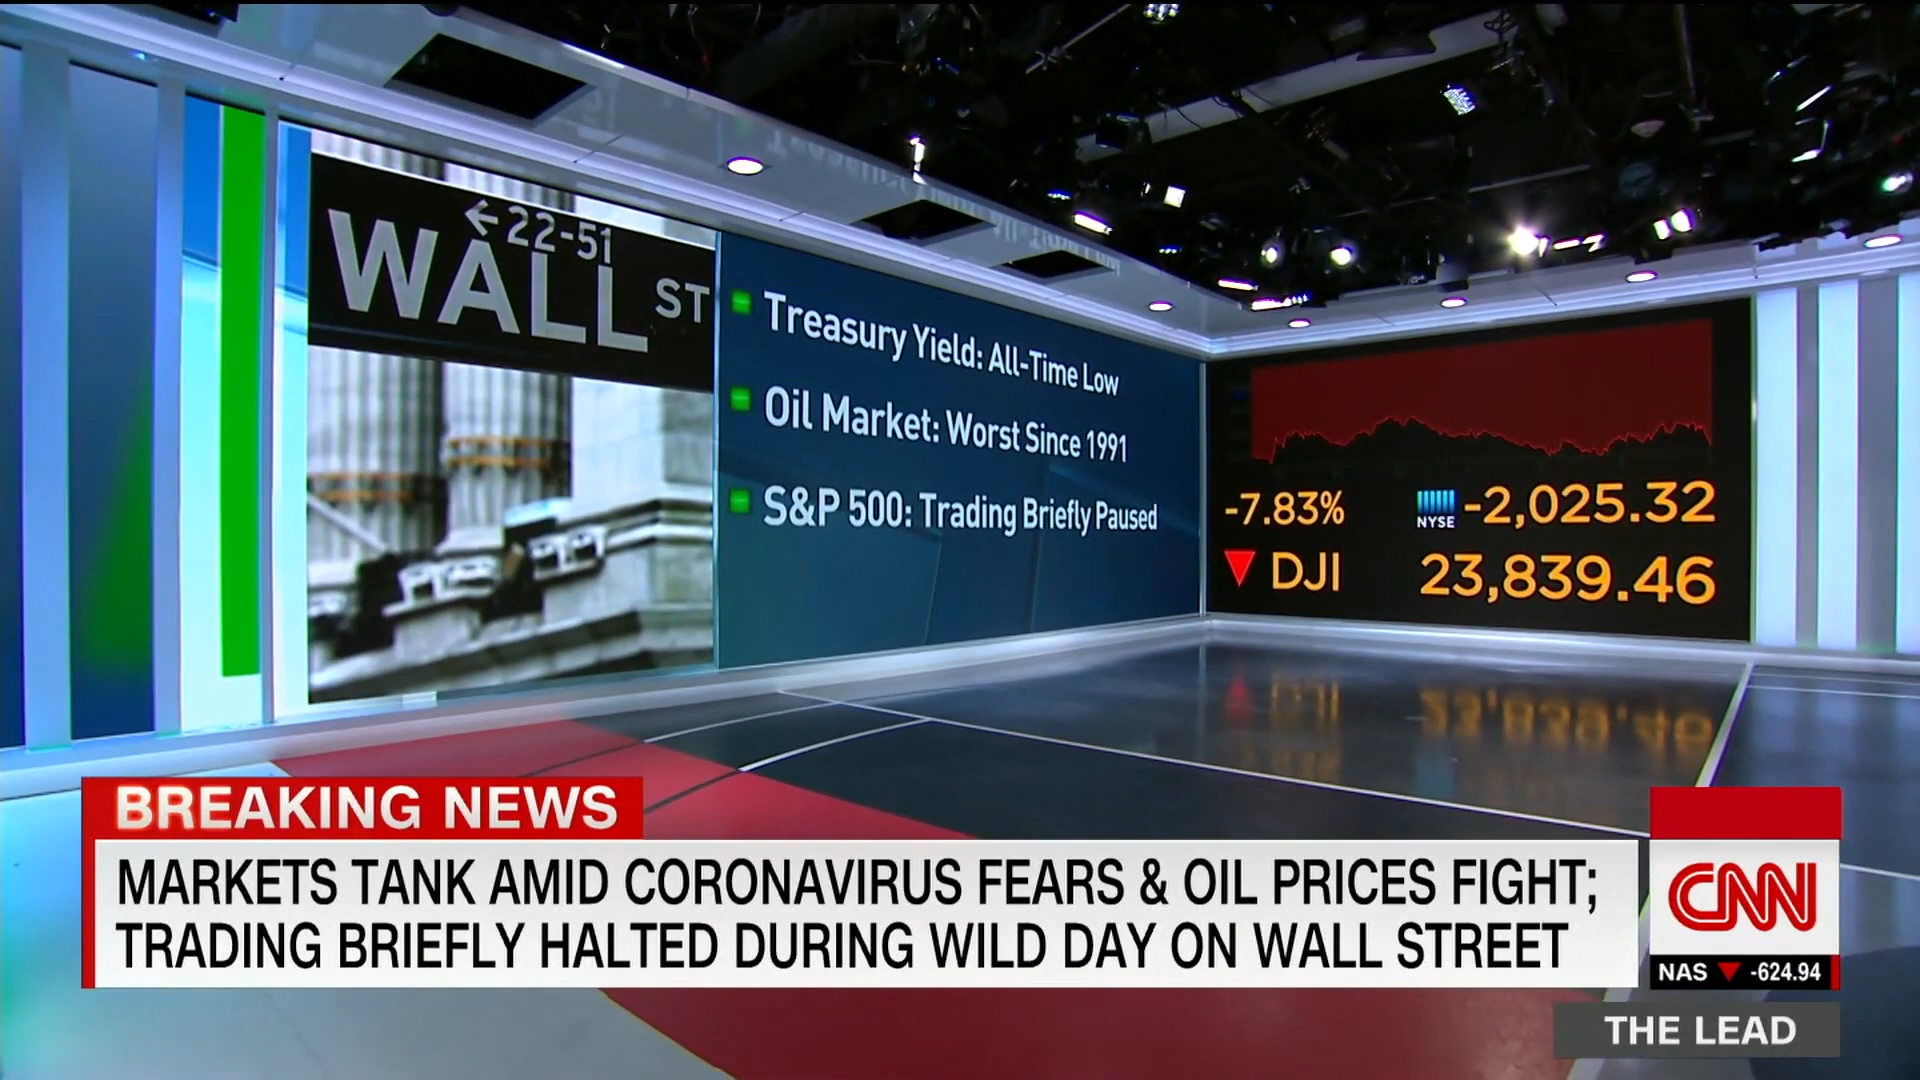 ←22-51
WALL ST
Treasury Yield: All-Time Low
Oil Market: Worst Since 1991
S&P 500: Trading Briefly Paused
-7.83% NYSE -2,025.32
▼ DJI 23,839.46
BREAKING NEWS
MARKETS TANK AMID CORONAVIRUS FEARS & OIL PRICES FIGHT;
TRADING BRIEFLY HALTED DURING WILD DAY ON WALL STREET
CNN
NAS ▼ -624.94
THE LEAD